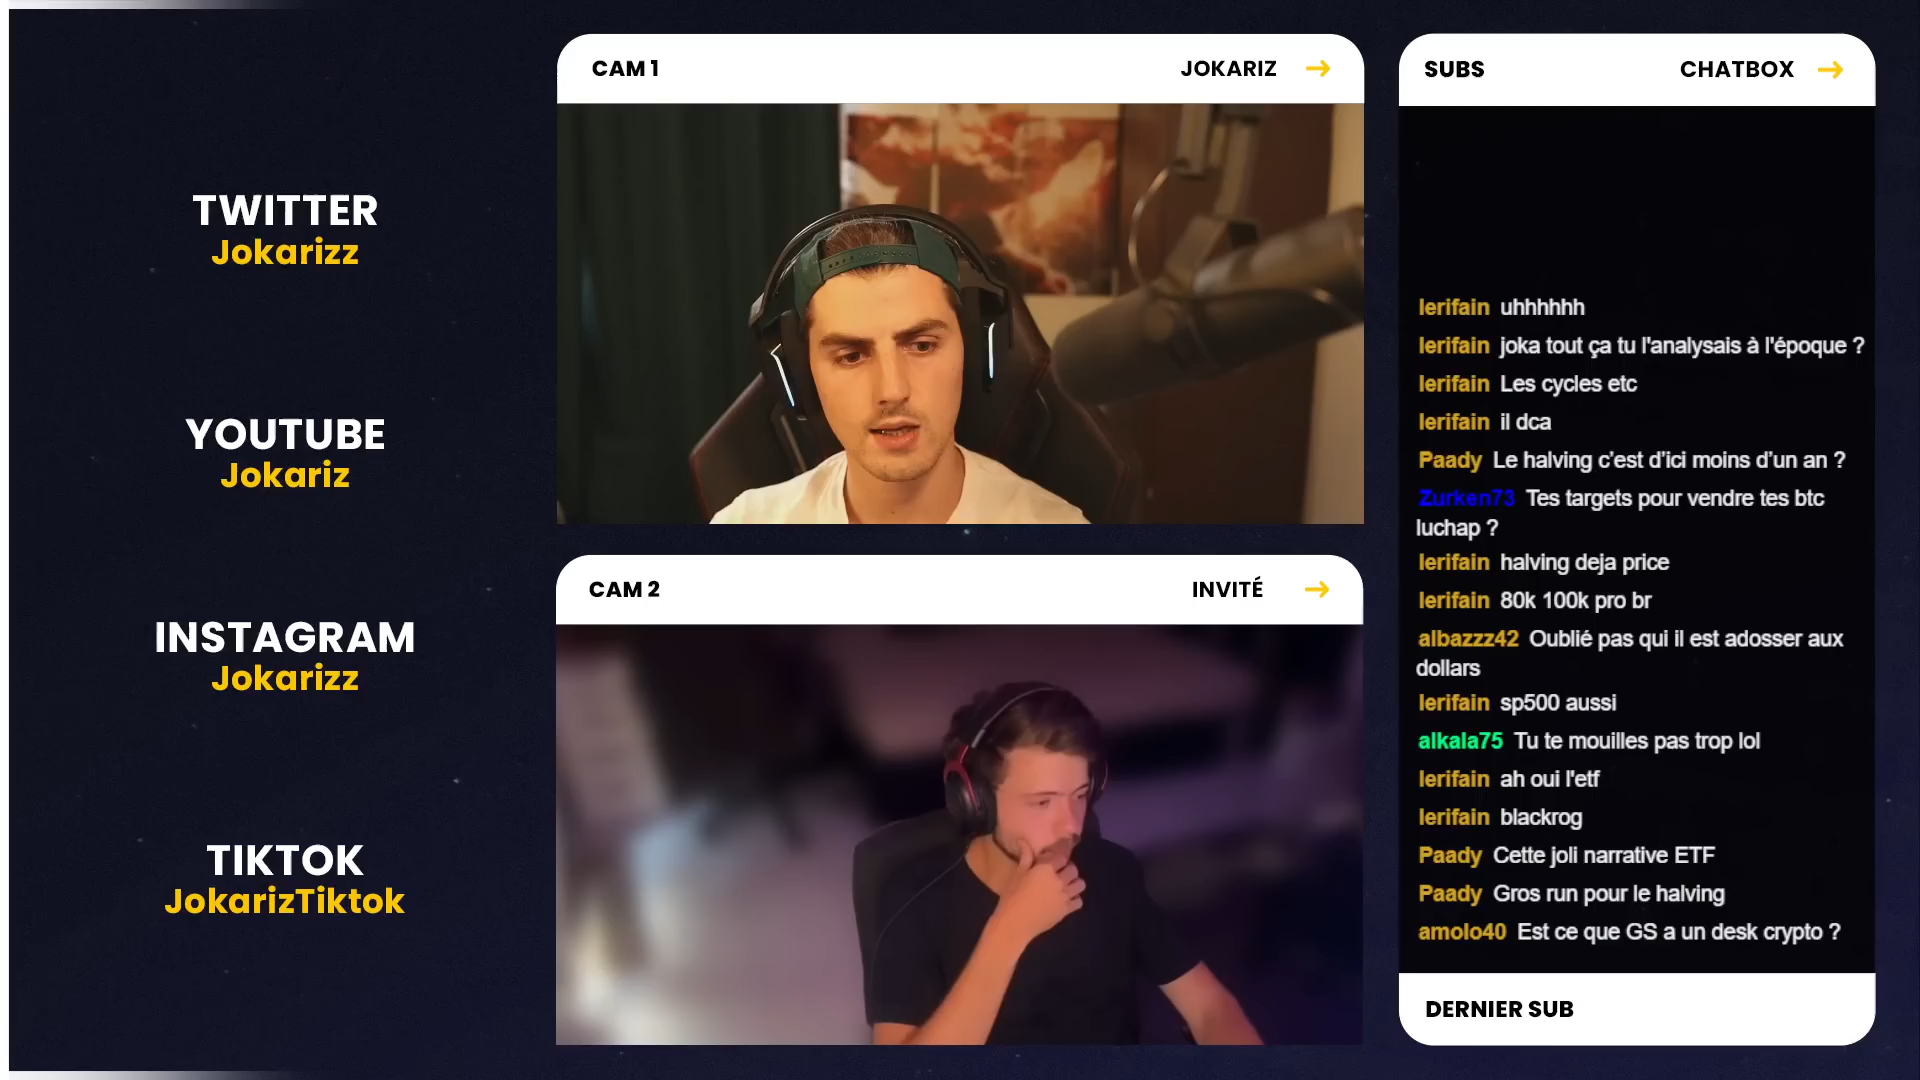 TWITTER
Jokarizz
YOUTUBE
Jokariz
INSTAGRAM
Jokarizz
TIKTOK
JokarizTiktok
CAM 1
JOKARIZ
CAM 2
INVITÉ
SUBS
CHATBOX
lerifain uhhhhhh
lerifain joka tout ça tu l'analysais à l'époque ?
lerifain Les cycles etc
lerifain il dca
Paady Le halving c’est d’ici moins d’un an ?
Zurken73 Tes targets pour vendre tes btc
luchap ?
lerifain halving deja price
lerifain 80k 100k pro br
albazzz42 Oublié pas qui il est adosser aux
dollars
lerifain sp500 aussi
alkala75 Tu te mouilles pas trop lol
lerifain ah oui l'etf
lerifain blackrog
Paady Cette joli narrative ETF
Paady Gros run pour le halving
amolo40 Est ce que GS a un desk crypto ?
DERNIER SUB